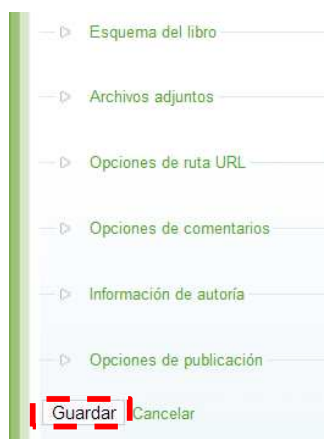 Esquema del libro
Archivos adjuntos
Opciones de ruta URL
Opciones de comentarios
Información de autoría
Opciones de publicación
Guardar Cancelar